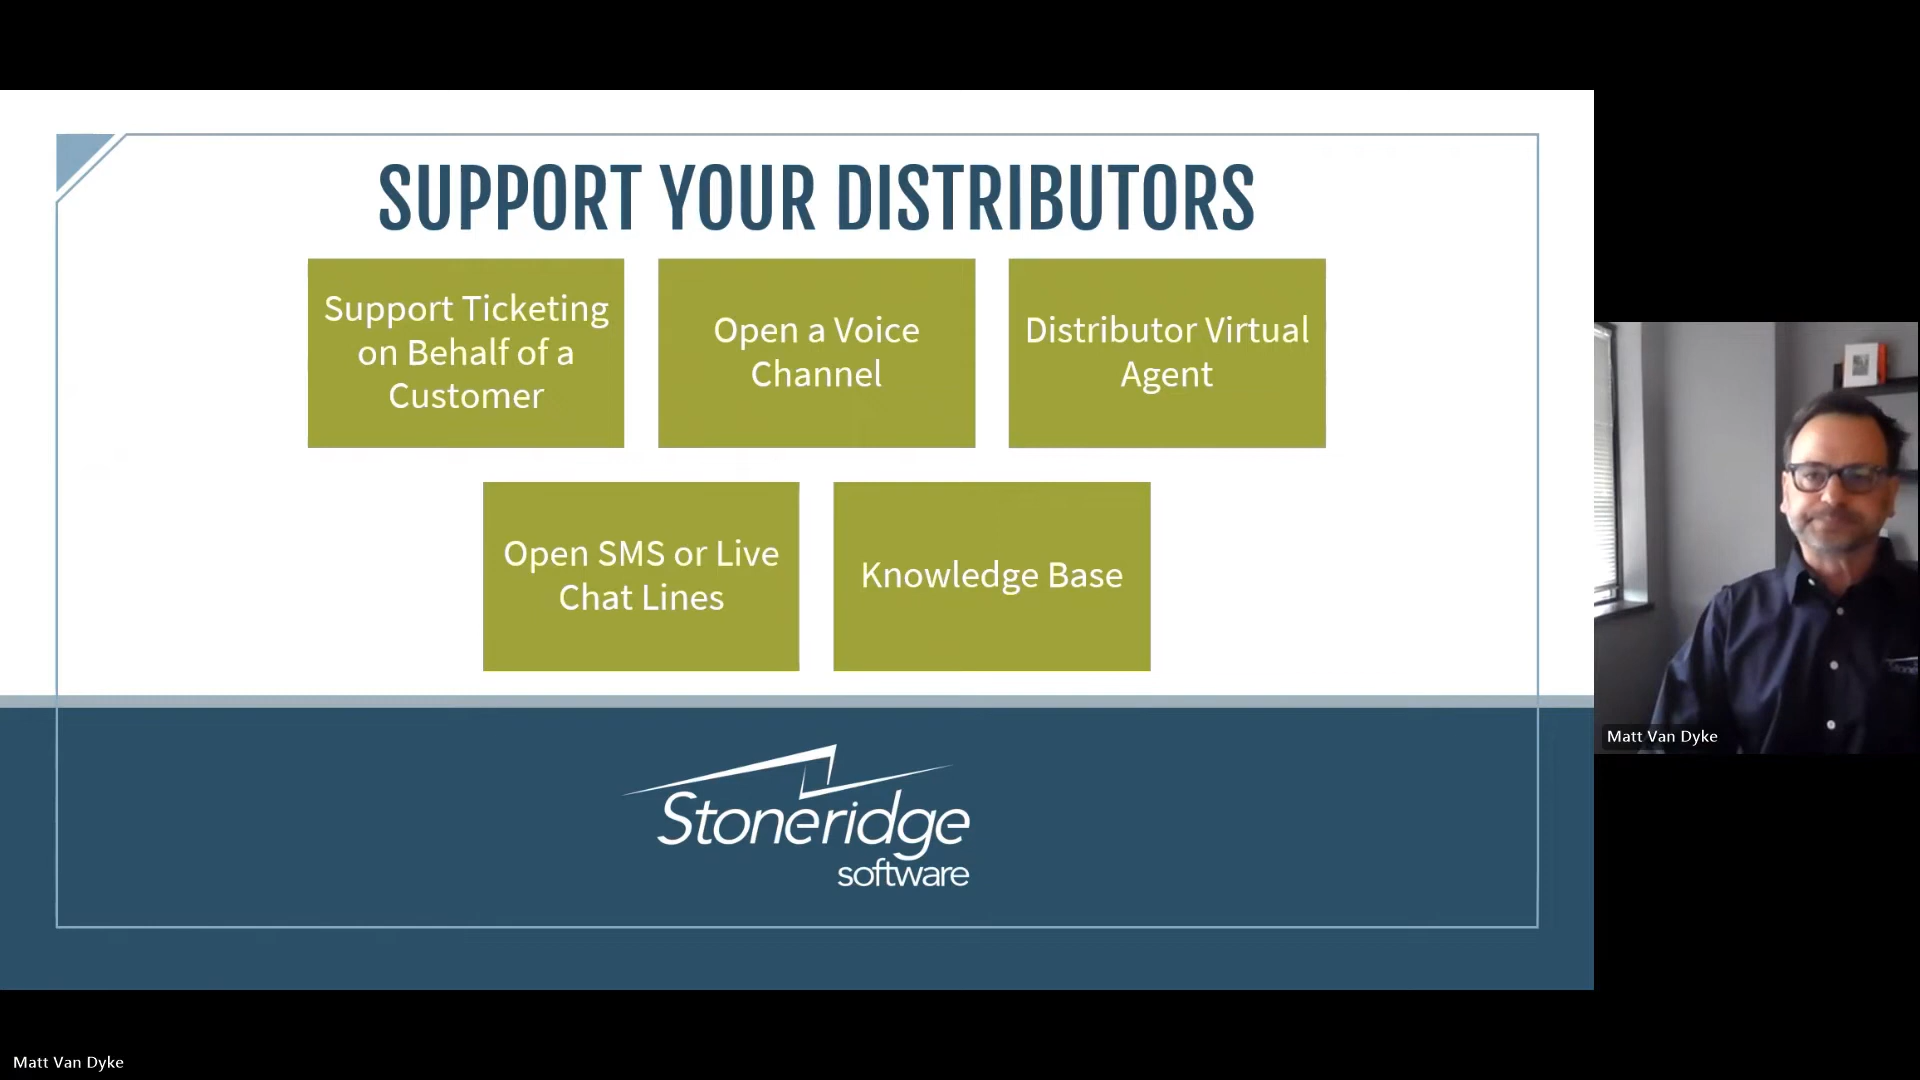 SUPPORT YOUR DISTRIBUTORS
Support Ticketing
on Behalf of a
Customer
Open a Voice
Channel
Distributor Virtual
Agent
Open SMS or Live
Chat Lines
Knowledge Base
Stoneridge
software
Matt Van Dyke
Matt Van Dyke